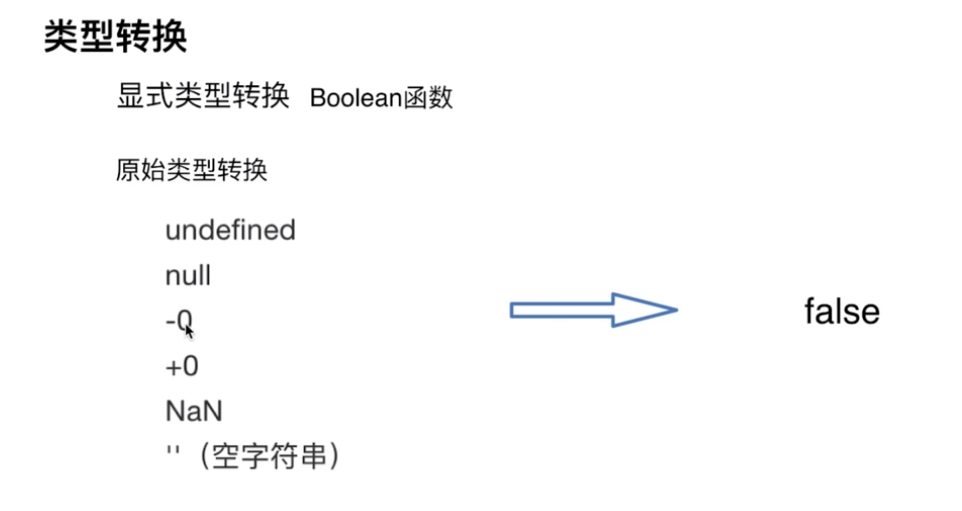 类型转换
显式类型转换 Boolean函数
原始类型转换
undefined
null
-0
+0
NaN
''（空字符串）
false